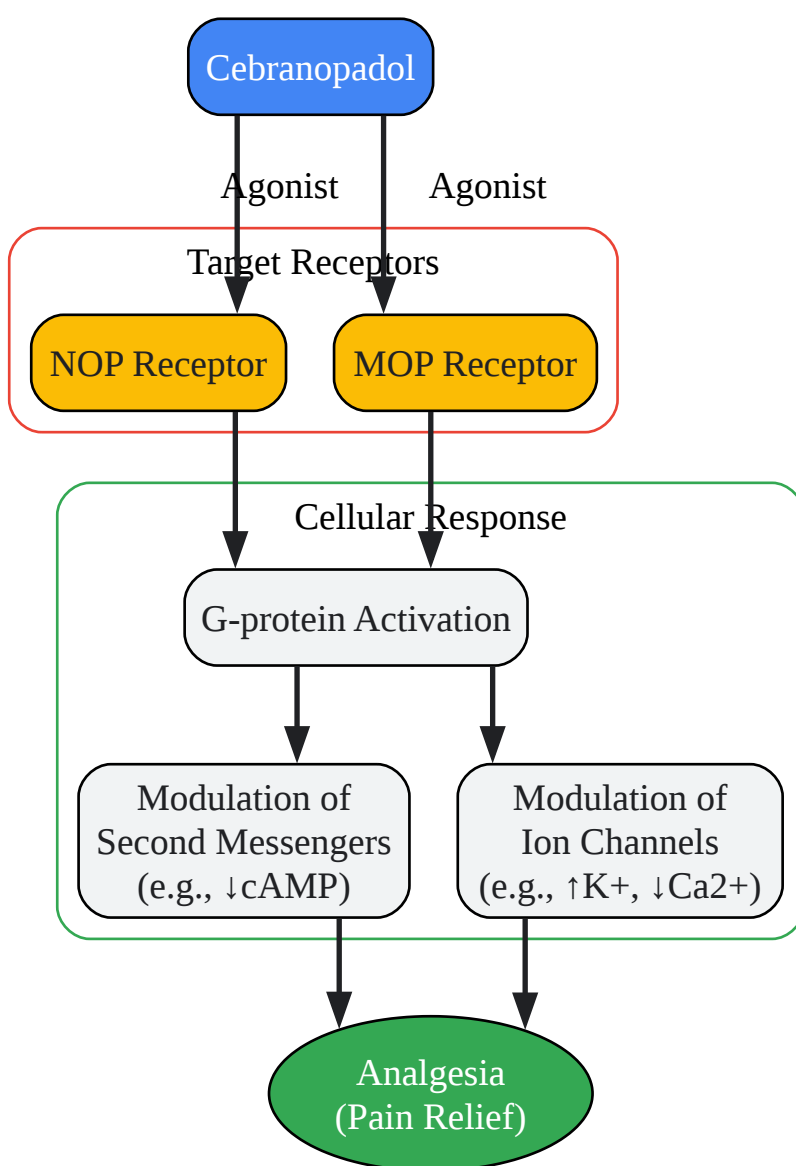 Cebranopadol
Agonist
Agonist
Target Receptors
NOP Receptor
MOP Receptor
Cellular Response
G-protein Activation
Modulation of
Second Messengers
(e.g., ↓cAMP)
Modulation of
Ion Channels
(e.g., ↑K+, ↓Ca2+)
Analgesia
(Pain Relief)